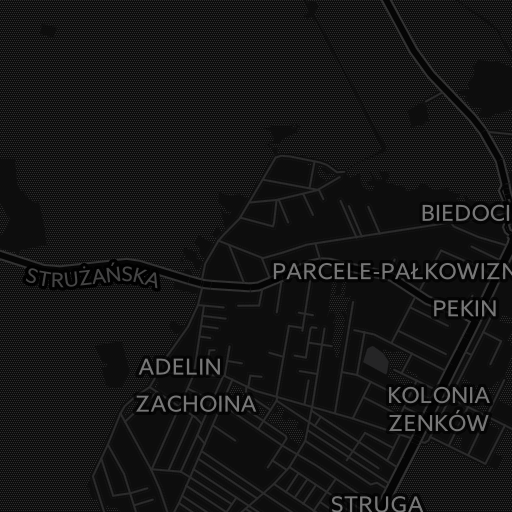 BIEDOCI
STRUŻAŃSKA
PARCELE-PAŁKOWIZN
PEKIN
ADELIN
ZACHOINA
KOLONIA
ZENKÓW
STRUGA